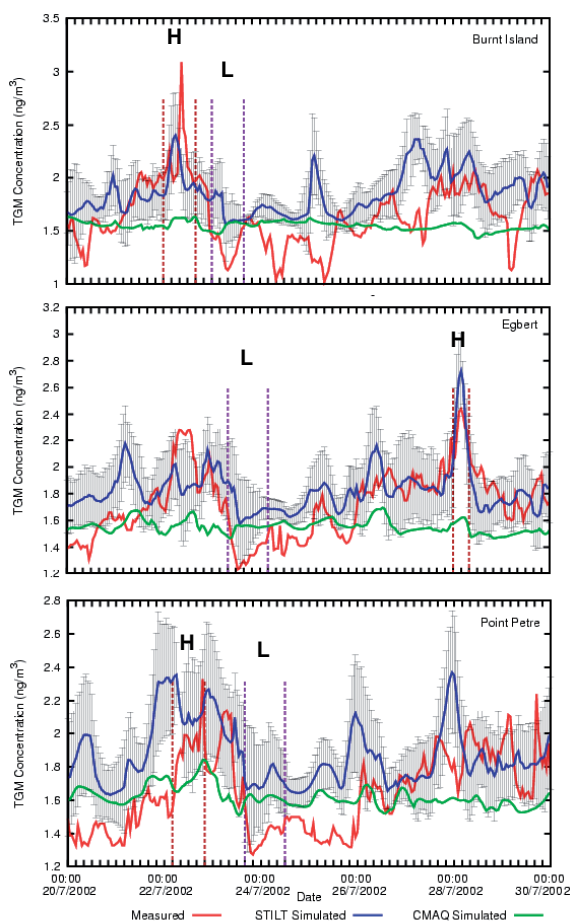 3.5
Burnt Island
H
L
3
2.5
2
1.5
1
TGM Concentration (ng/m³)
3.2
Egbert
3
H
2.8
L
2.6
2.4
2.2
2
1.8
1.6
1.4
1.2
TGM Concentration (ng/m³)
2.8
Point Petre
H
L
2.6
2.4
2.2
2
1.8
1.6
1.4
1.2
TGM Concentration (ng/m³)
00:00 00:00 00:00 00:00 00:00 00:00
20/7/2002 22/7/2002 24/7/2002 26/7/2002 28/7/2002 30/7/2002
Date
Measured STILT Simulated CMAQ Simulated